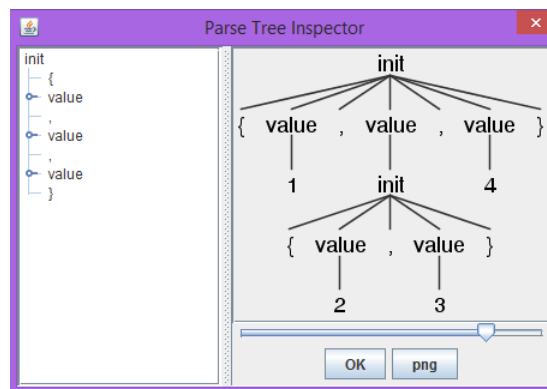 Parse Tree Inspector
init
{
value
,
value
,
value
}
init
{ value , value , value }
1 init 4
{ value , value }
2 3
OK png